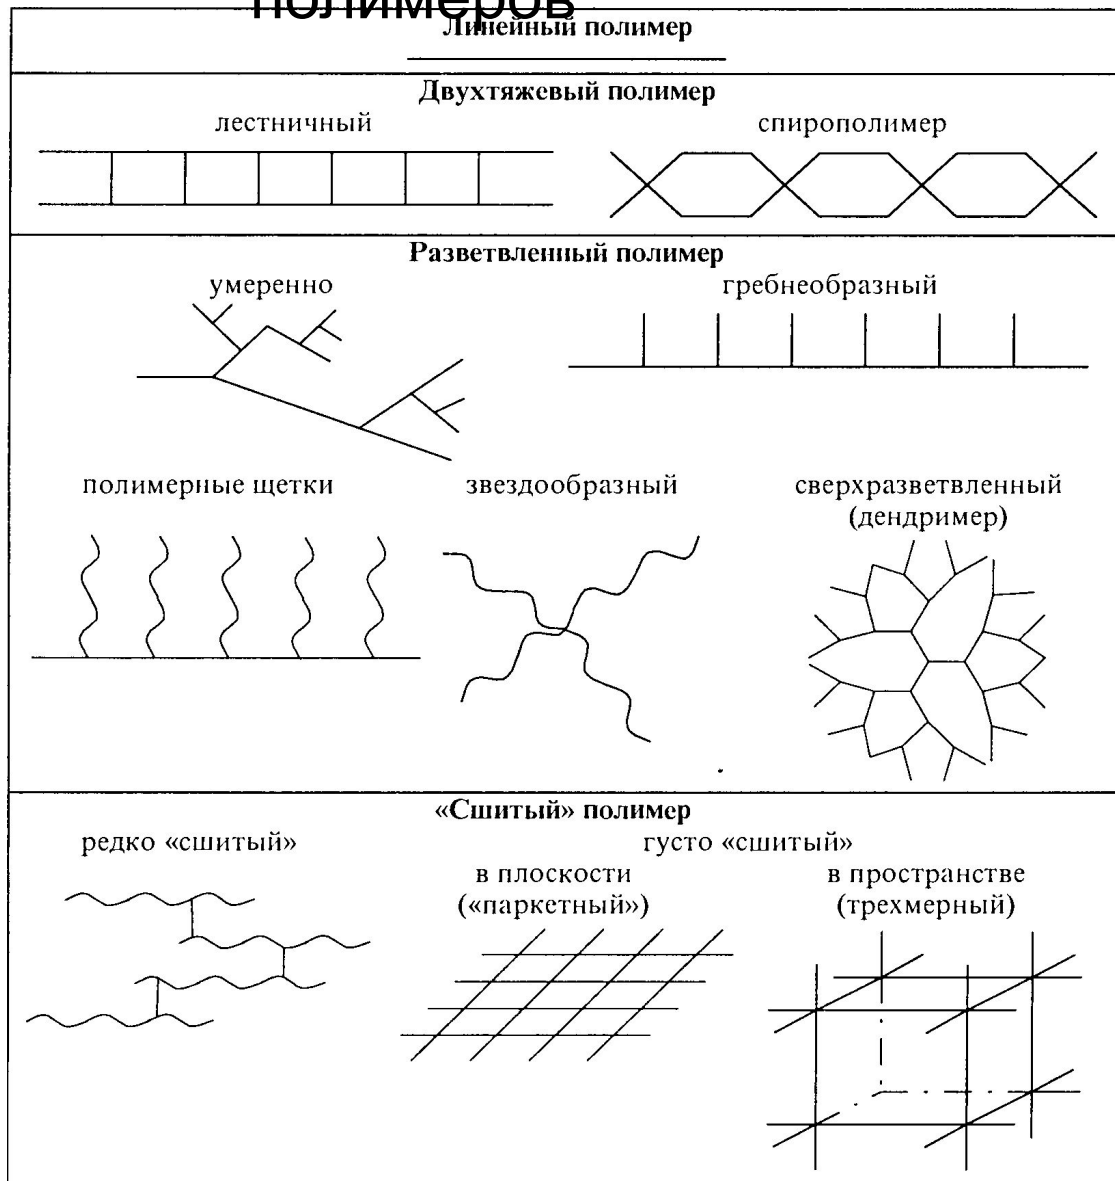 полимеров
Линейный полимер
Двухтяжевый полимер
лестничный
спирополимер
Разветвленный полимер
умеренно
гребнеобразный
полимерные щетки
звездообразный
сверхразветвленный
(дендример)
«Сшитый» полимер
редко «сшитый»
густо «сшитый»
в плоскости
(«паркетный»)
в пространстве
(трехмерный)